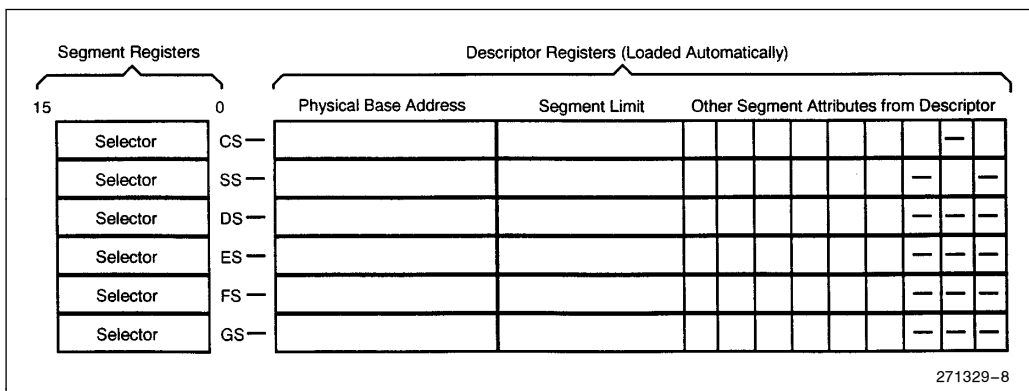 Segment Registers Descriptor Registers (Loaded Automatically)
15 0 Physical Base Address Segment Limit Other Segment Attributes from Descriptor
Selector CS— —
Selector SS— — —
Selector DS— — — —
Selector ES— — — —
Selector FS— — — —
Selector GS— — — —
271329–8